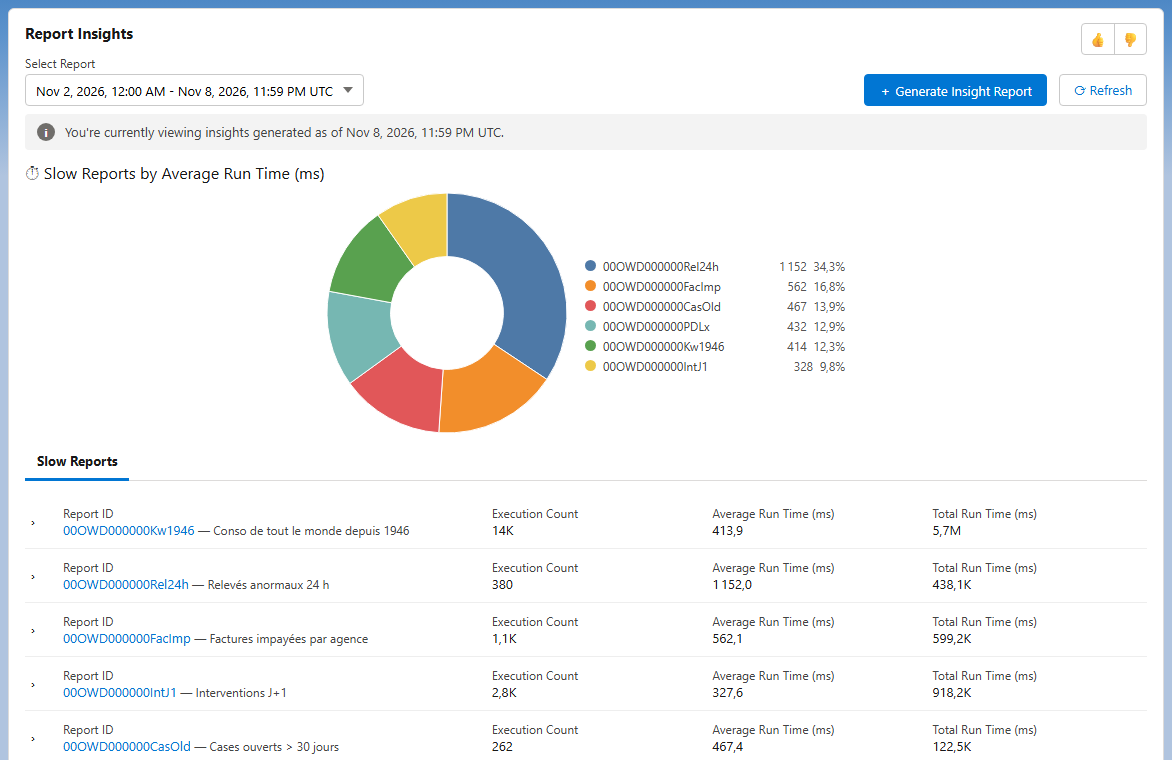 Report Insights
Select Report
Nov 2, 2026, 12:00 AM - Nov 8, 2026, 11:59 PM UTC
+ Generate Insight Report
Refresh
You're currently viewing insights generated as of Nov 8, 2026, 11:59 PM UTC.
Slow Reports by Average Run Time (ms)
00OWD000000Rel24h 1 152 34,3%
00OWD000000FacImp 562 16,8%
00OWD000000CasOld 467 13,9%
00OWD000000PDLx 432 12,9%
00OWD000000Kw1946 414 12,3%
00OWD000000IntJ1 328 9,8%
Slow Reports
Report ID Execution Count Average Run Time (ms) Total Run Time (ms)
00OWD000000Kw1946 — Conso de tout le monde depuis 1946 14K 413,9 5,7M
Report ID Execution Count Average Run Time (ms) Total Run Time (ms)
00OWD000000Rel24h — Relevés anormaux 24 h 380 1 152,0 438,1K
Report ID Execution Count Average Run Time (ms) Total Run Time (ms)
00OWD000000FacImp — Factures impayées par agence 1,1K 562,1 599,2K
Report ID Execution Count Average Run Time (ms) Total Run Time (ms)
00OWD000000IntJ1 — Interventions J+1 2,8K 327,6 918,2K
Report ID Execution Count Average Run Time (ms) Total Run Time (ms)
00OWD000000CasOld — Cases ouverts > 30 jours 262 467,4 122,5K